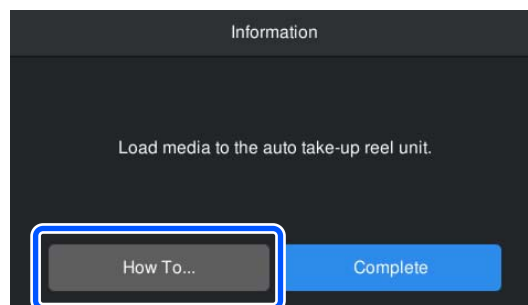 Information
Load media to the auto take-up reel unit.
How To...
Complete